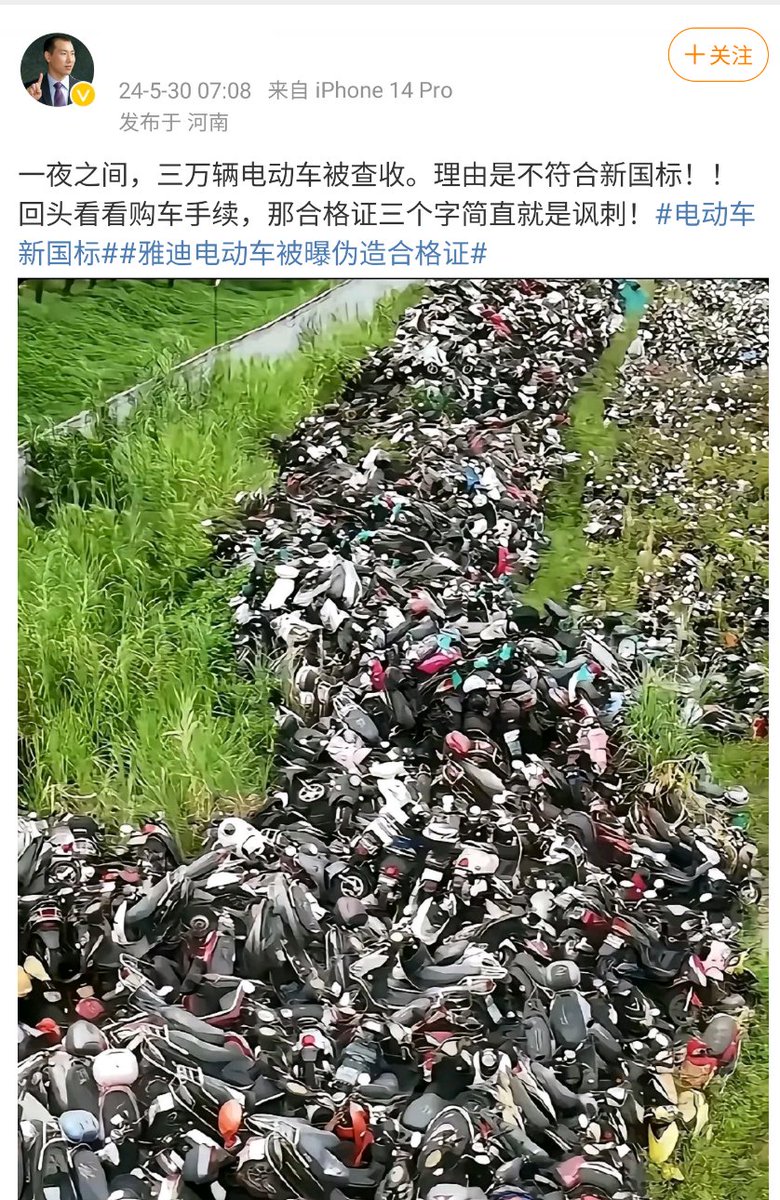 +关注
24-5-30 07:08 来自 iPhone 14 Pro
发布于 河南
一夜之间，三万辆电动车被查收。理由是不符合新国标！！
回头看看购车手续，那合格证三个字简直就是讽刺！#电动车
新国标##雅迪电动车被曝伪造合格证#